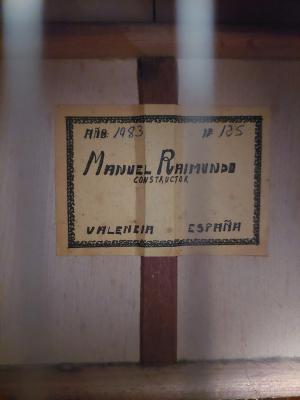 AÑO: 1983 Nº 135
MANUEL RAIMUNDO
CONSTRUCTOR
VALENCIA ESPAÑA